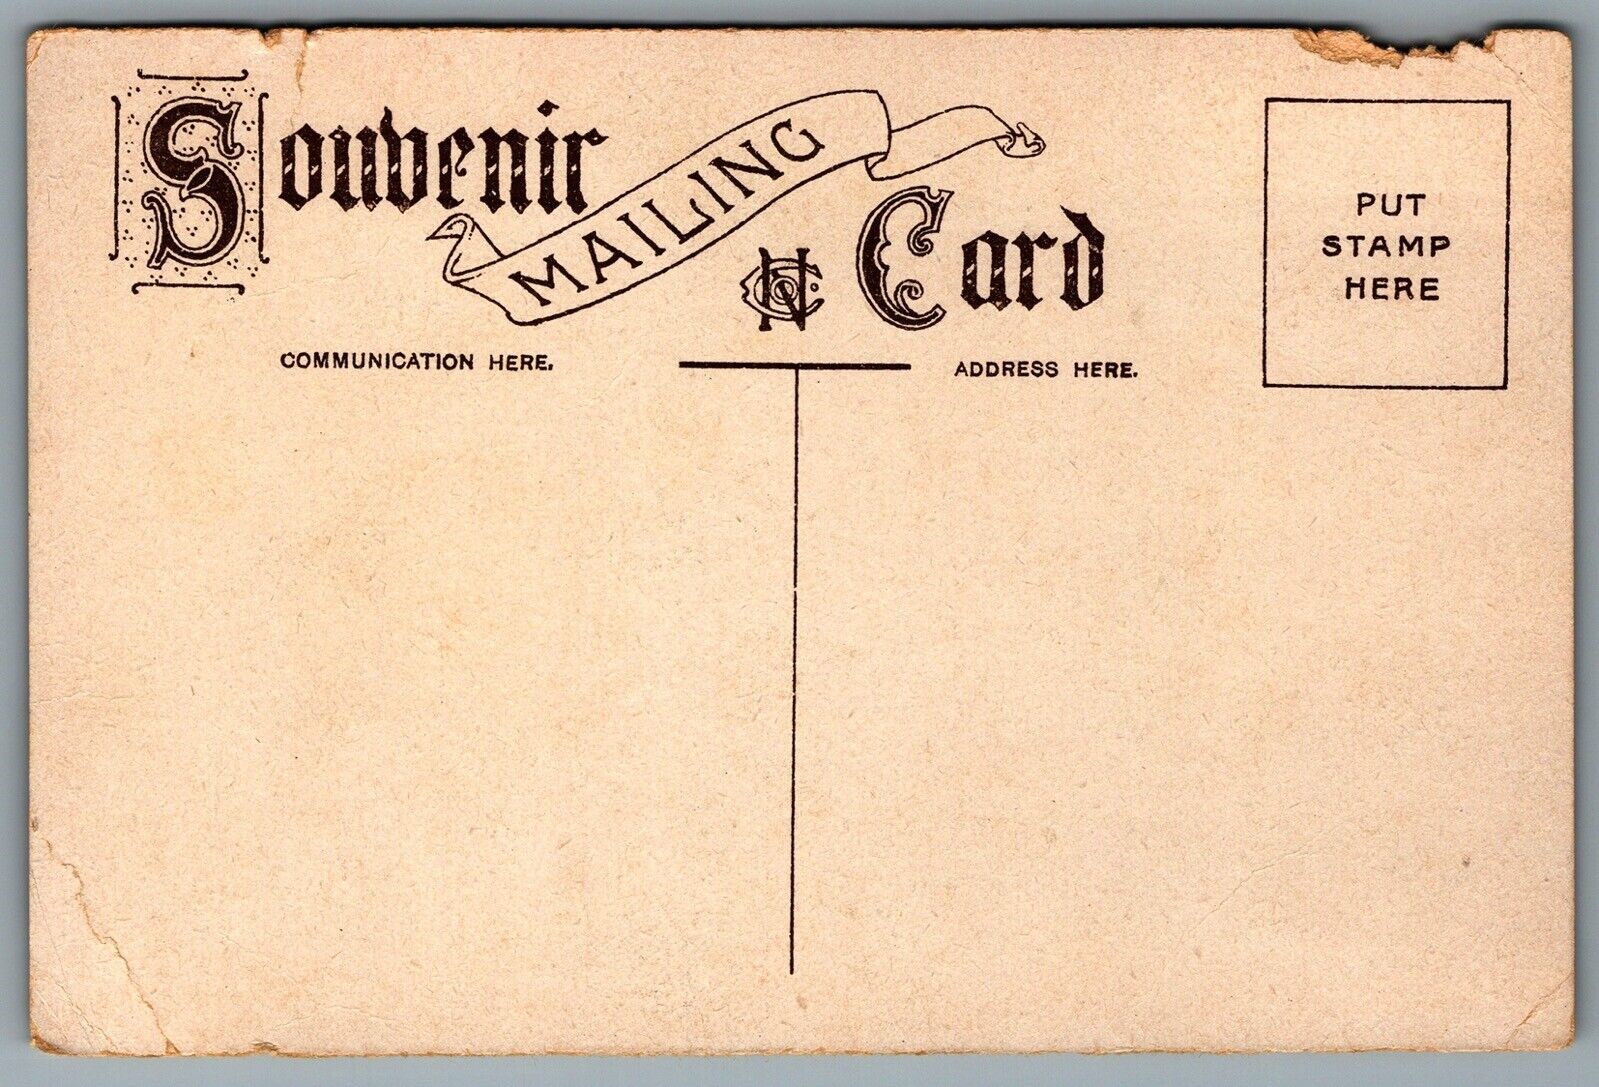 Souvenir
MAILING
Card
PUT
STAMP
HERE
COMMUNICATION HERE.
ADDRESS HERE.